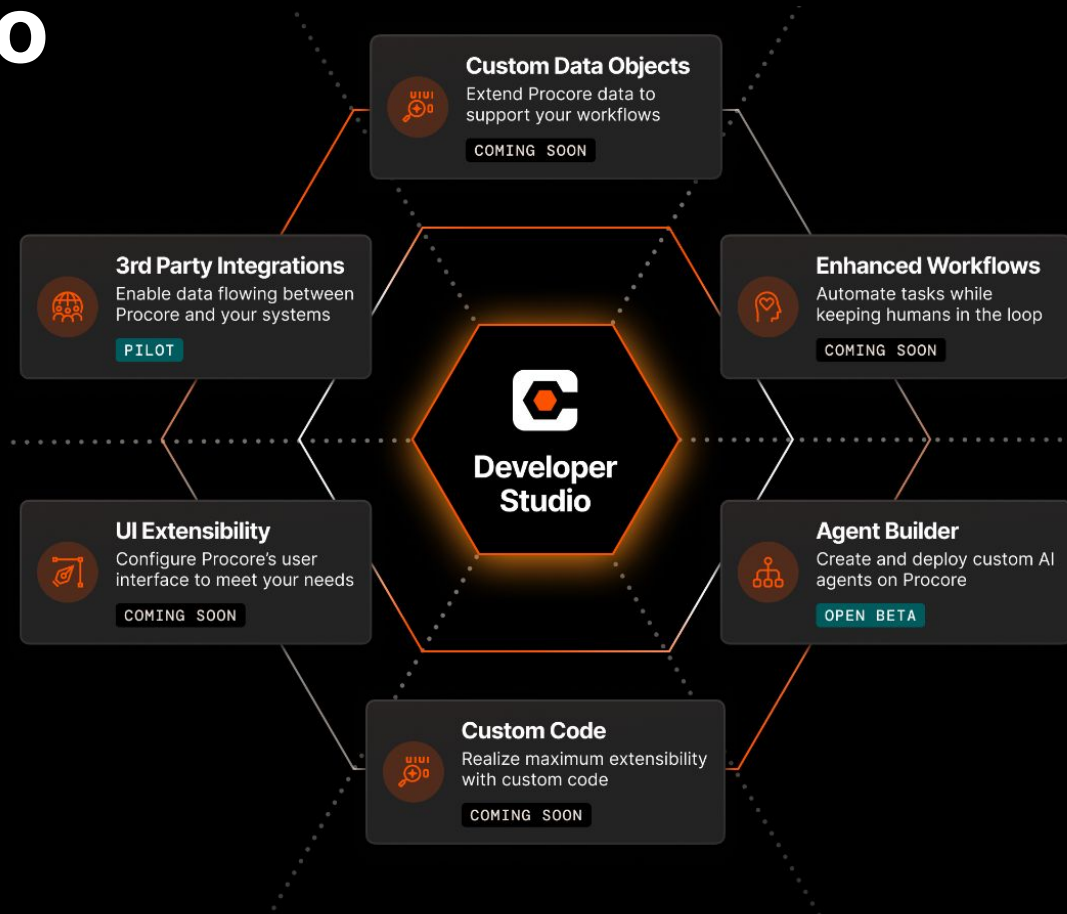 o
Custom Data Objects
Extend Procore data to
support your workflows
COMING SOON
3rd Party Integrations
Enable data flowing between
Procore and your systems
PILOT
Enhanced Workflows
Automate tasks while
keeping humans in the loop
COMING SOON
Developer
Studio
UI Extensibility
Configure Procore’s user
interface to meet your needs
COMING SOON
Agent Builder
Create and deploy custom AI
agents on Procore
OPEN BETA
Custom Code
Realize maximum extensibility
with custom code
COMING SOON